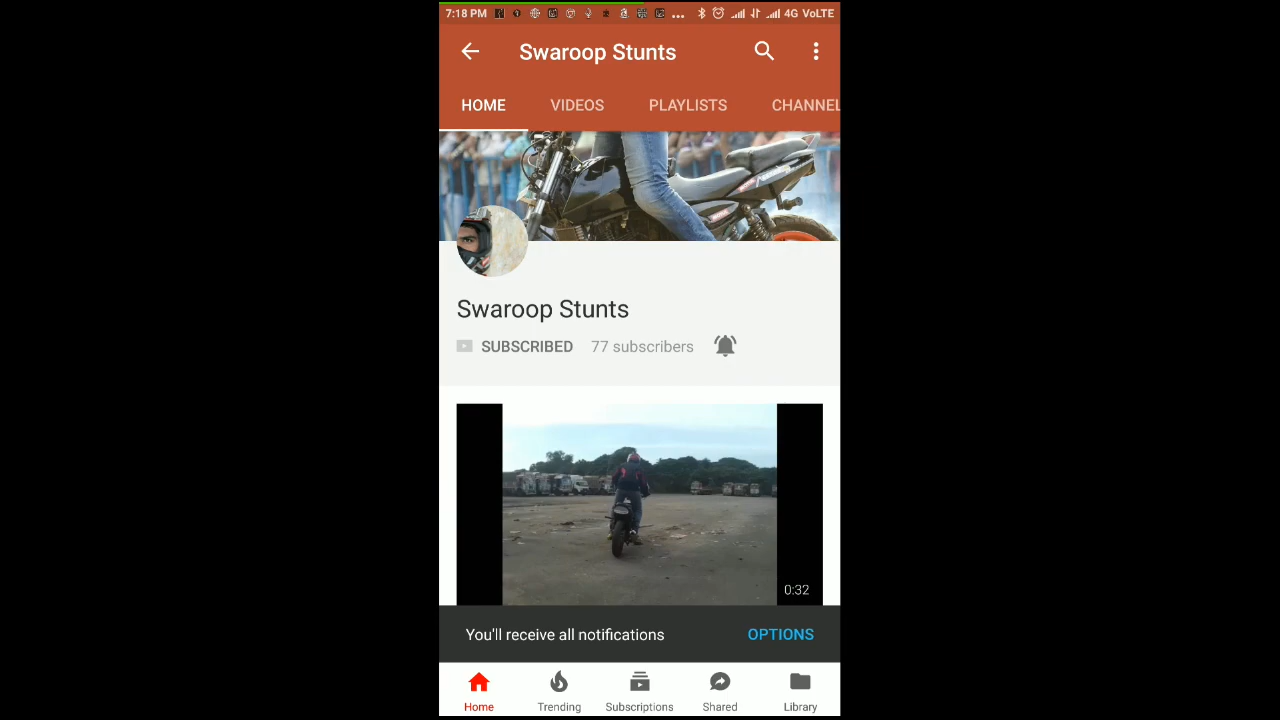 7:18 PM ... 4G VoLTE
Swaroop Stunts
HOME VIDEOS PLAYLISTS CHANNEL
Swaroop Stunts
SUBSCRIBED 77 subscribers
0:32
You'll receive all notifications OPTIONS
Home Trending Subscriptions Shared Library